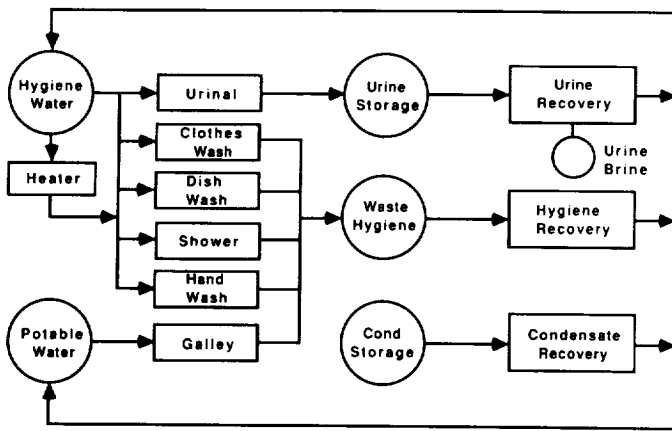 Hygiene
Water
Urinal
Urine
Storage
Urine
Recovery
Clothes
Wash
Urine
Brine
Heater
Dish
Wash
Waste
Hygiene
Hygiene
Recovery
Shower
Hand
Wash
Potable
Water
Galley
Cond
Storage
Condensate
Recovery